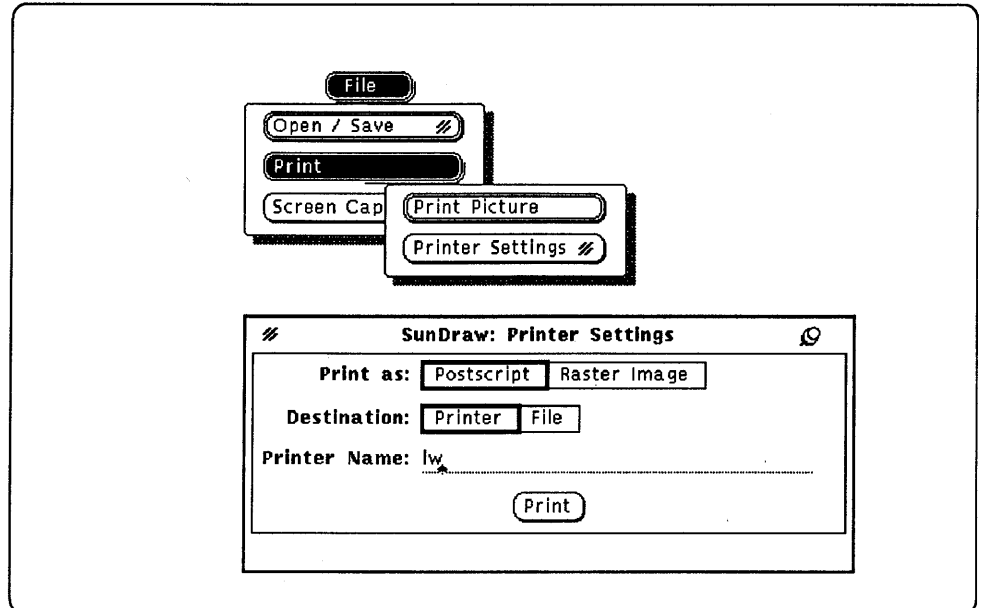 File
Open / Save
Print
Screen Cap
Print Picture
Printer Settings
SunDraw: Printer Settings
Print as: Postscript Raster Image
Destination: Printer File
Printer Name: lw
Print